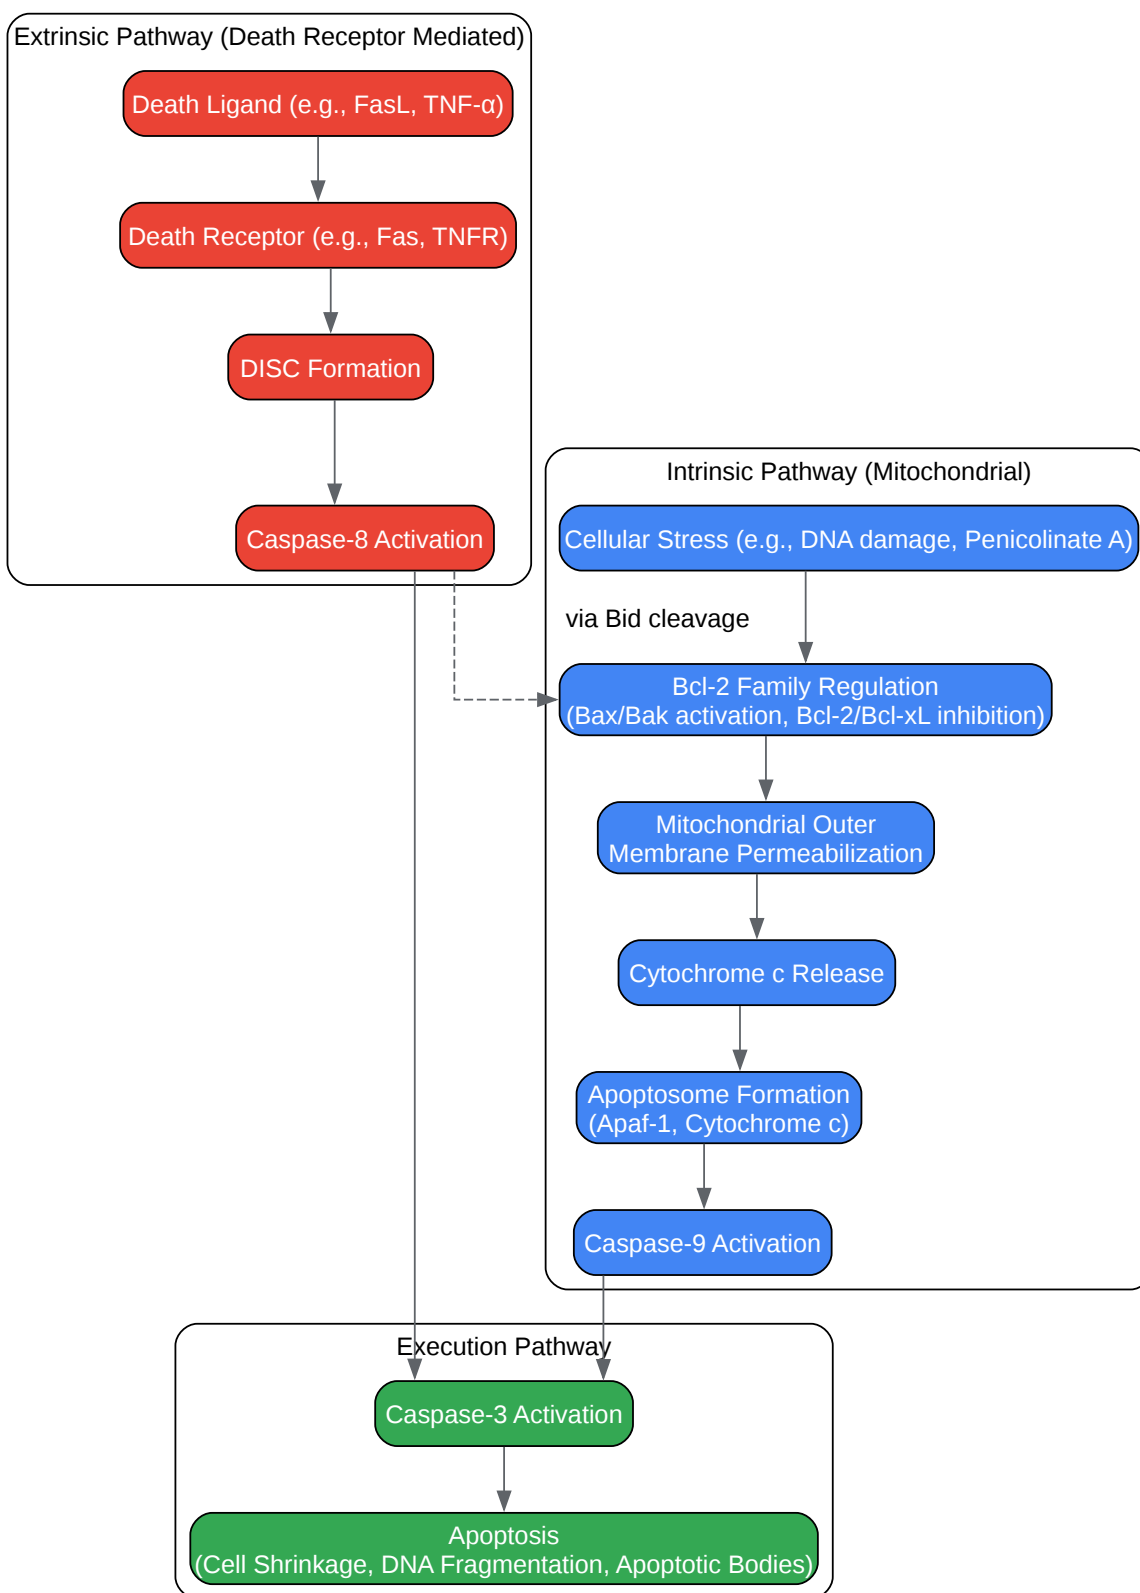 Extrinsic Pathway (Death Receptor Mediated)
Death Ligand (e.g., FasL, TNF-α)
Death Receptor (e.g., Fas, TNFR)
DISC Formation
Caspase-8 Activation
Intrinsic Pathway (Mitochondrial)
Cellular Stress (e.g., DNA damage, Penicolinate A)
via Bid cleavage
Bcl-2 Family Regulation
(Bax/Bak activation, Bcl-2/Bcl-xL inhibition)
Mitochondrial Outer
Membrane Permeabilization
Cytochrome c Release
Apoptosome Formation
(Apaf-1, Cytochrome c)
Caspase-9 Activation
Execution Pathway
Caspase-3 Activation
Apoptosis
(Cell Shrinkage, DNA Fragmentation, Apoptotic Bodies)